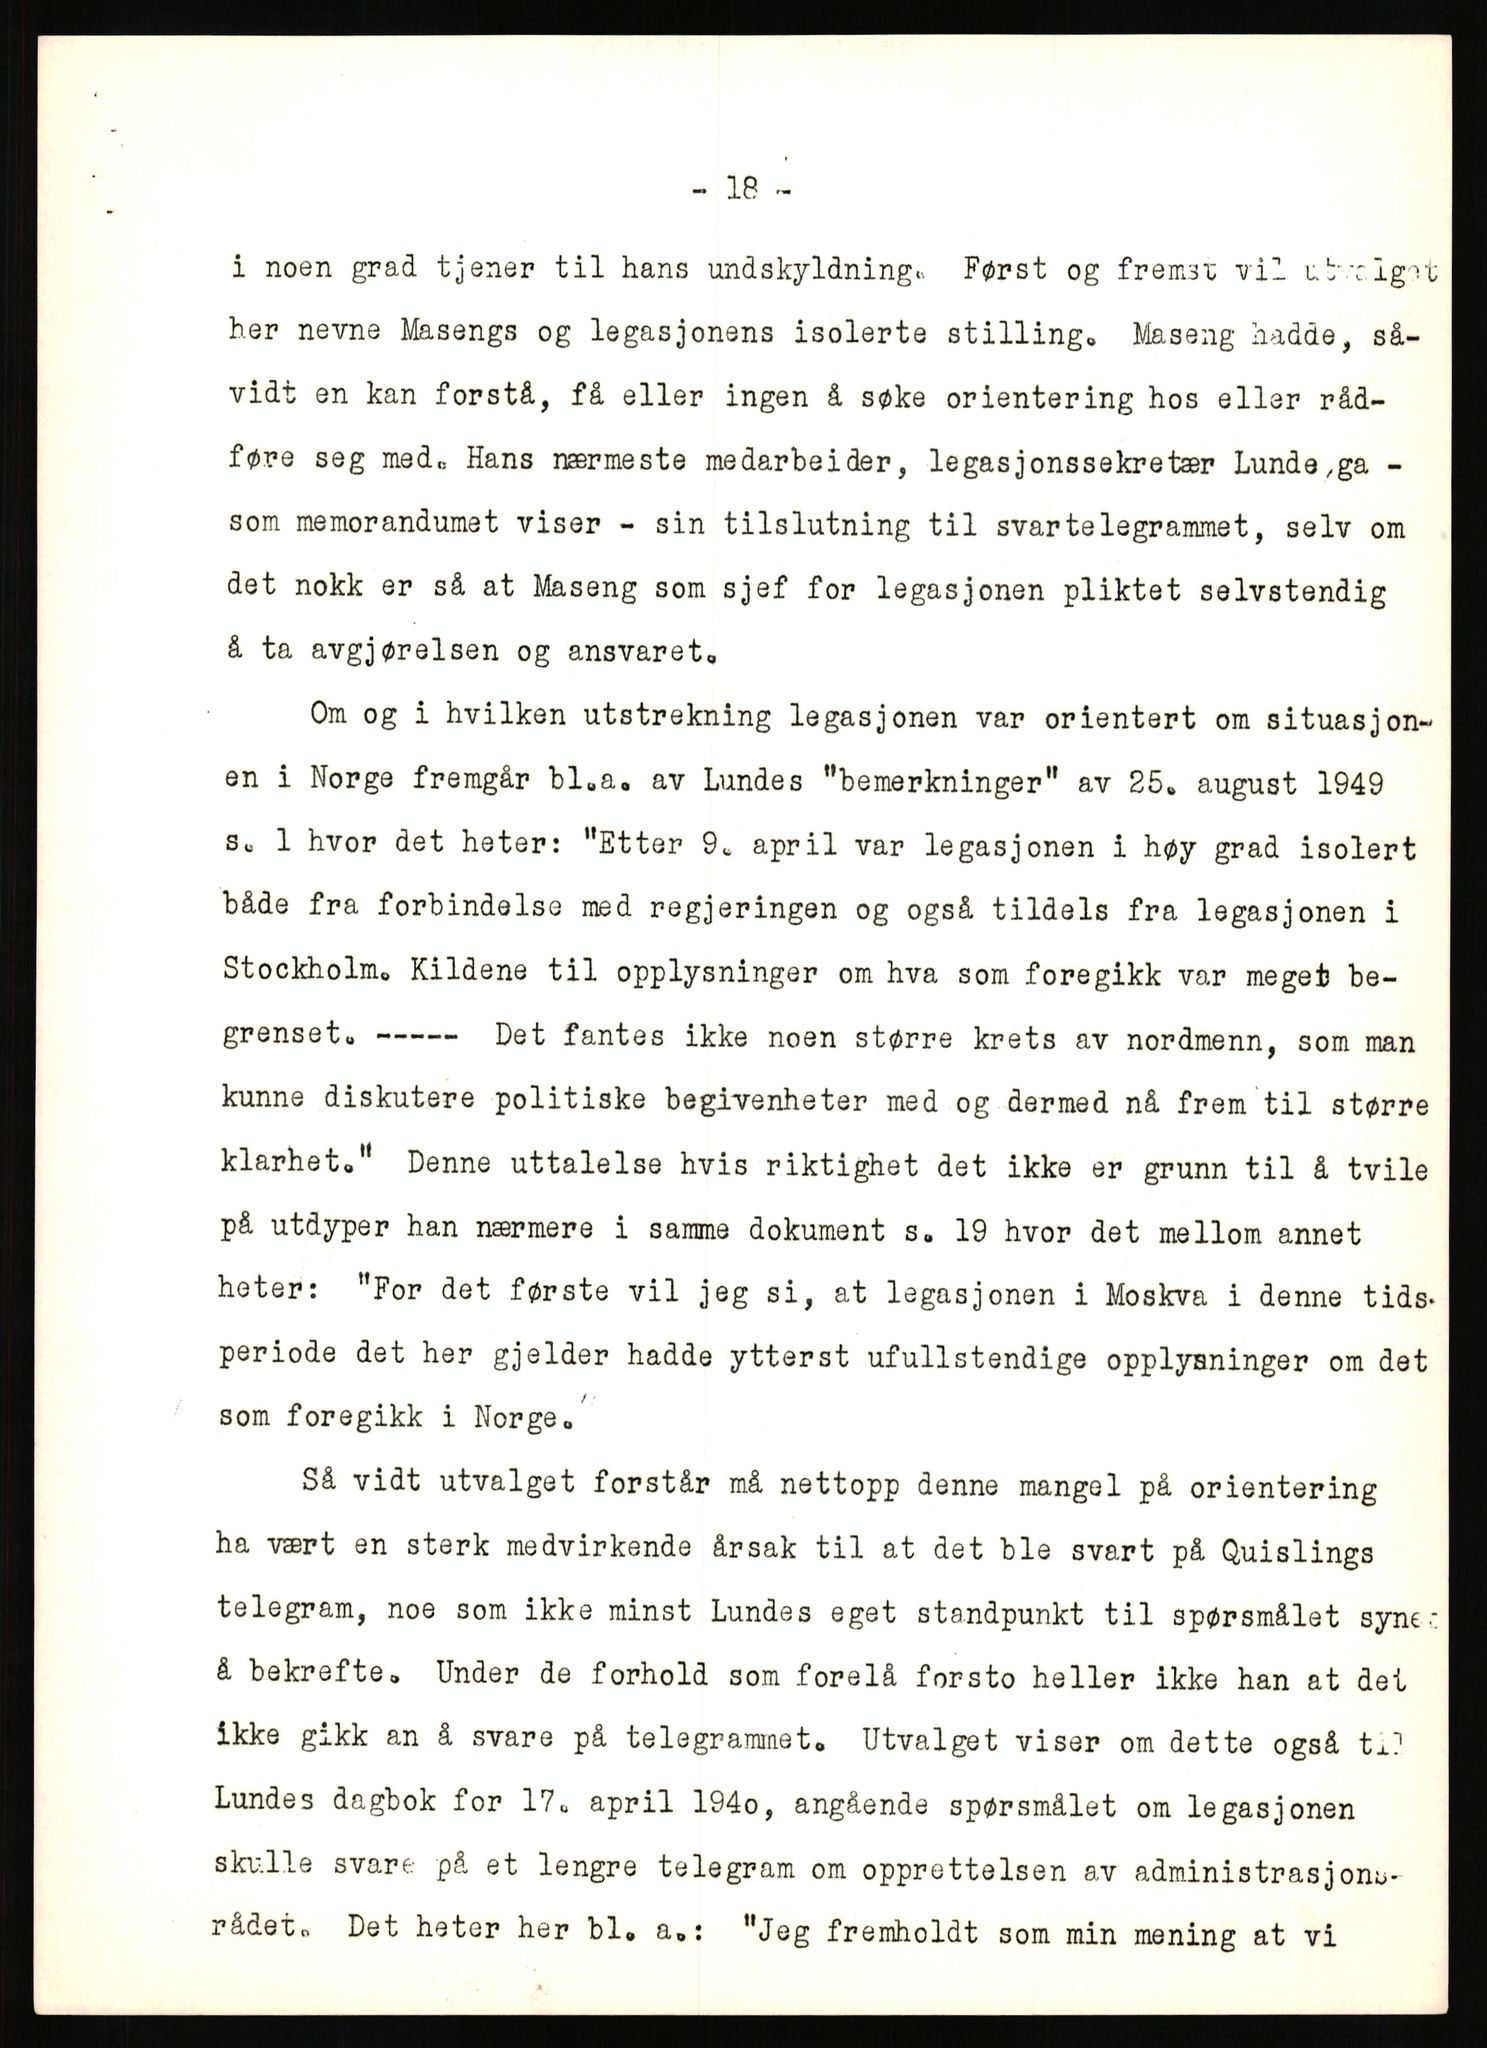 - 18 -
i noen grad tjener til hans undskyldning. Først og fremst vil utvalget
her nevne Masengs og legasjonens isolerte stilling. Maseng hadde, så-
vidt en kan forstå, få eller ingen å søke orientering hos eller råd-
føre seg med. Hans nærmeste medarbeider, legasjonssekretær Lunde,ga -
som memorandumet viser - sin tilslutning til svartelegrammet, selv om
det nokk er så at Maseng som sjef for legasjonen pliktet selvstendig
å ta avgjørelsen og ansvaret.
Om og i hvilken utstrekning legasjonen var orientert om situasjon-
en i Norge fremgår bl.a. av Lundes "bemerkninger" av 25. august 1949
s. 1 hvor det heter: "Etter 9. april var legasjonen i høy grad isolert
både fra forbindelse med regjeringen og også tildels fra legasjonen i
Stockholm. Kildene til opplysninger om hva som foregikk var meget be-
grenset. ----- Det fantes ikke noen større krets av nordmenn, som man
kunne diskutere politiske begivenheter med og dermed nå frem til større
klarhet." Denne uttalelse hvis riktighet det ikke er grunn til å tvile
på utdyper han nærmere i samme dokument s. 19 hvor det mellom annet
heter: "For det første vil jeg si, at legasjonen i Moskva i denne tids-
periode det her gjelder hadde ytterst ufullstendige opplysninger om det
som foregikk i Norge."
Så vidt utvalget forstår må nettopp denne mangel på orientering
ha vært en sterk medvirkende årsak til at det ble svart på Quislings
telegram, noe som ikke minst Lundes eget standpunkt til spørsmålet synes
å bekrefte. Under de forhold som forelå forsto heller ikke han at det
ikke gikk an å svare på telegrammet. Utvalget viser om dette også til
Lundes dagbok for 17. april 194o, angående spørsmålet om legasjonen
skulle svare på et lengre telegram om opprettelsen av administrasjons-
rådet. Det heter her bl. a.: "Jeg fremholdt som min mening at vi